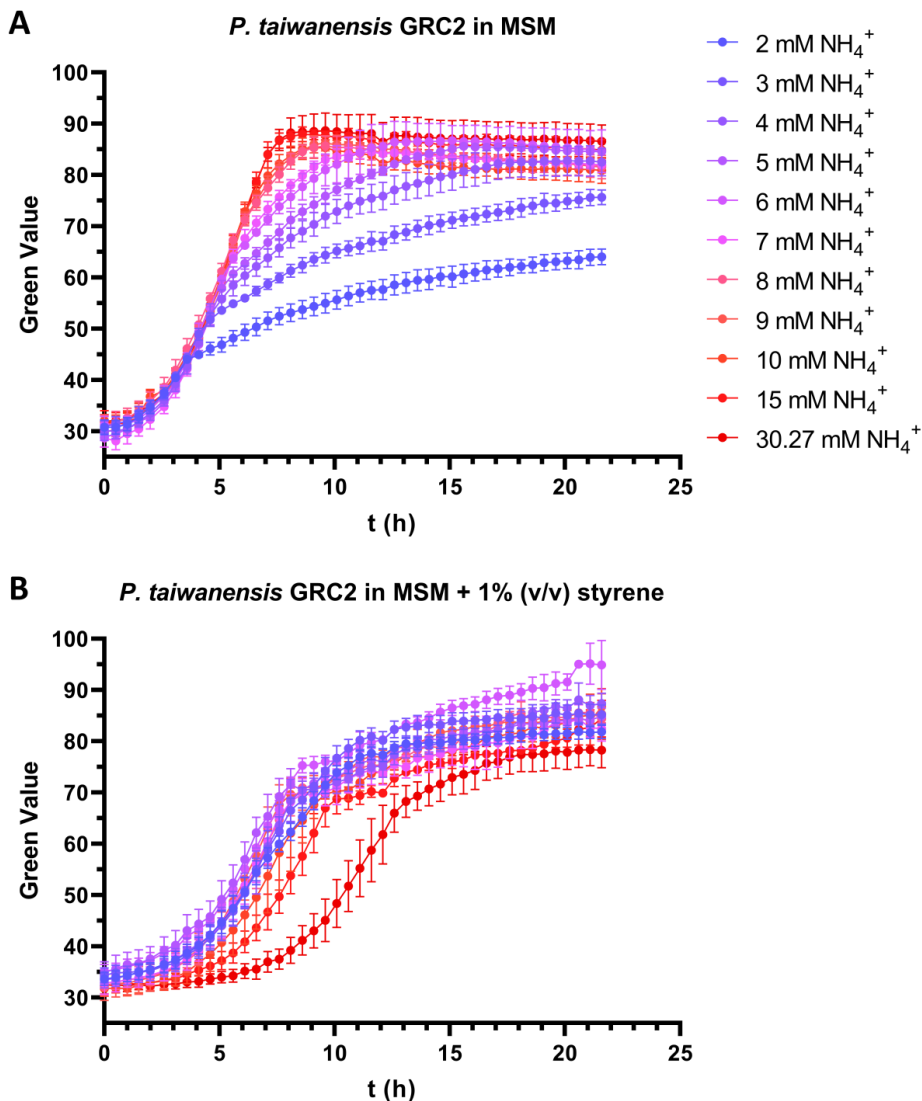 A
P. taiwanensis GRC2 in MSM
100
90
80
70
60
50
40
30
Green Value
0
5
10
15
20
25
t (h)
2 mM NH₄⁺
3 mM NH₄⁺
4 mM NH₄⁺
5 mM NH₄⁺
6 mM NH₄⁺
7 mM NH₄⁺
8 mM NH₄⁺
9 mM NH₄⁺
10 mM NH₄⁺
15 mM NH₄⁺
30.27 mM NH₄⁺
B
P. taiwanensis GRC2 in MSM + 1% (v/v) styrene
100
90
80
70
60
50
40
30
Green Value
0
5
10
15
20
25
t (h)